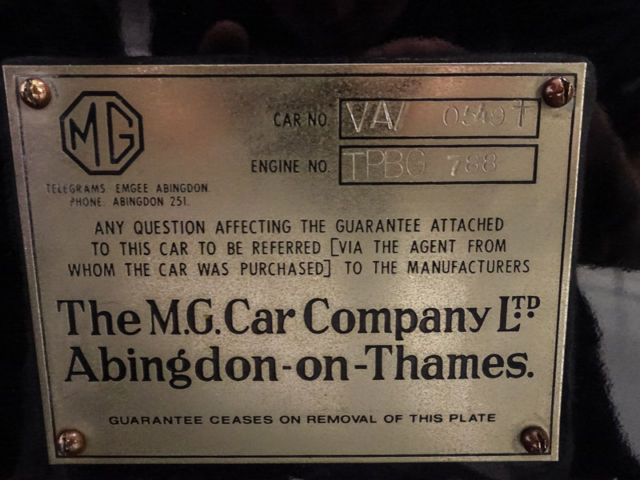 MG
CAR NO. VA/ 0549 T
ENGINE NO. TPBG 788
TELEGRAMS. EMGEE ABINGDON.
PHONE. ABINGDON 251.
ANY QUESTION AFFECTING THE GUARANTEE ATTACHED
TO THIS CAR TO BE REFERRED [VIA THE AGENT FROM
WHOM THE CAR WAS PURCHASED] TO THE MANUFACTURERS
The M.G. Car Company LTD
Abingdon-on-Thames.
GUARANTEE CEASES ON REMOVAL OF THIS PLATE